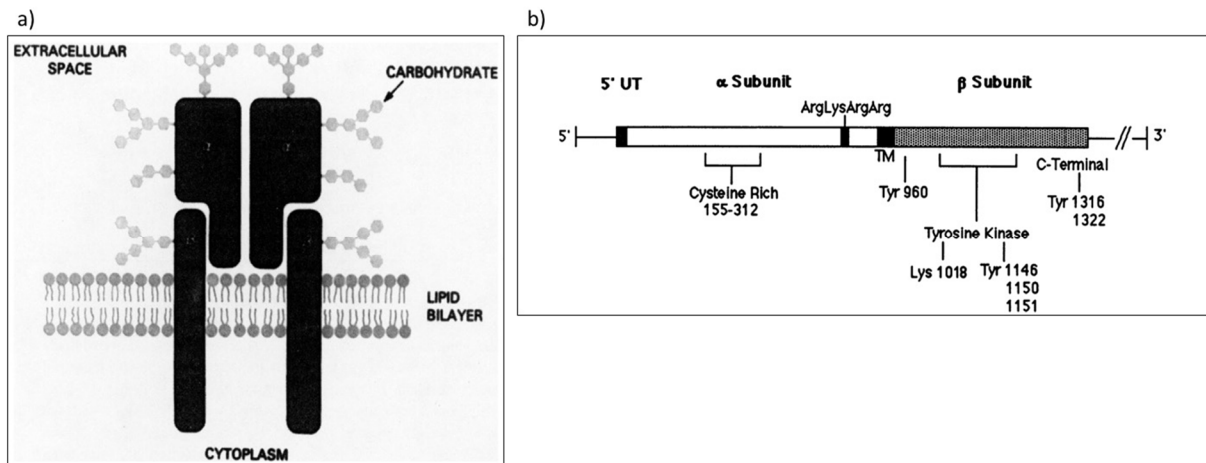 a)
EXTRACELLULAR
SPACE
CARBOHYDRATE
LIPID
BILAYER
CYTOPLASM
b)
5' UT
α Subunit
β Subunit
ArgLysArgArg
5'
3'
TM
Cysteine Rich
155-312
Tyr 960
C-Terminal
Tyr 1316
1322
Tyrosine Kinase
Lys 1018
Tyr 1146
1150
1151